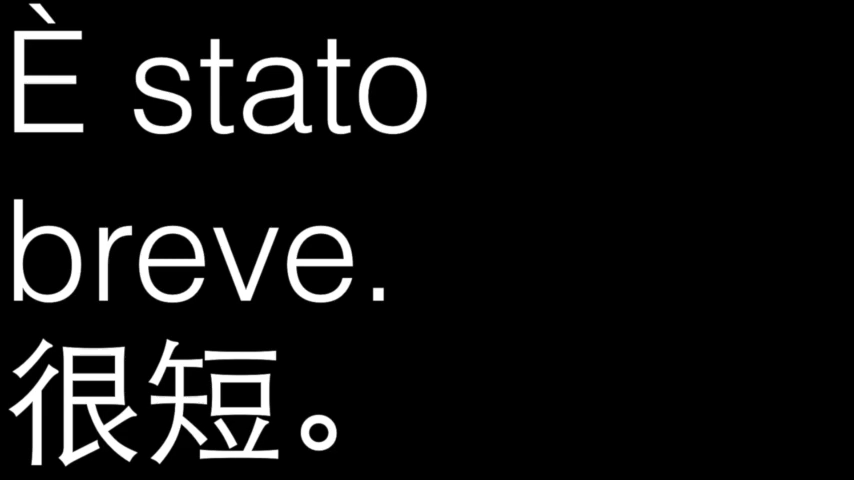 È stato
breve.
很短。